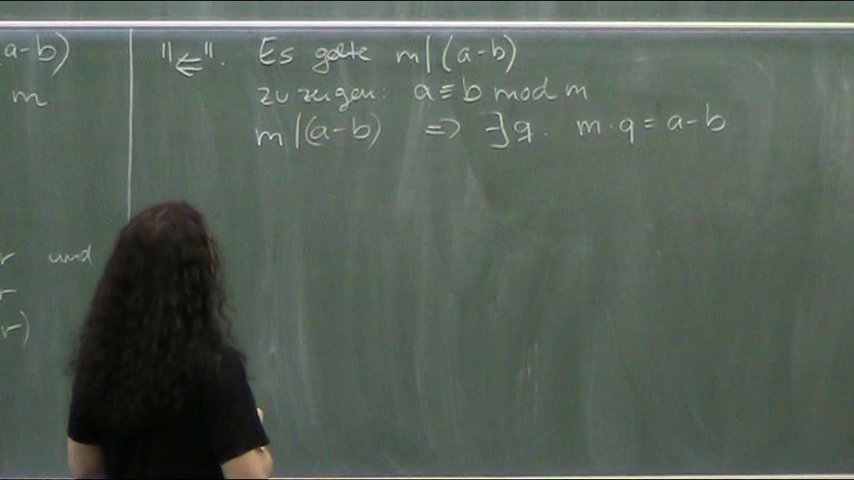 a-b)
m
r und
r
r)
"⇐". Es gelte m|(a-b)
zu zeigen: a ≡ b mod m
m|(a-b) ⇒ ∃q. m·q = a-b